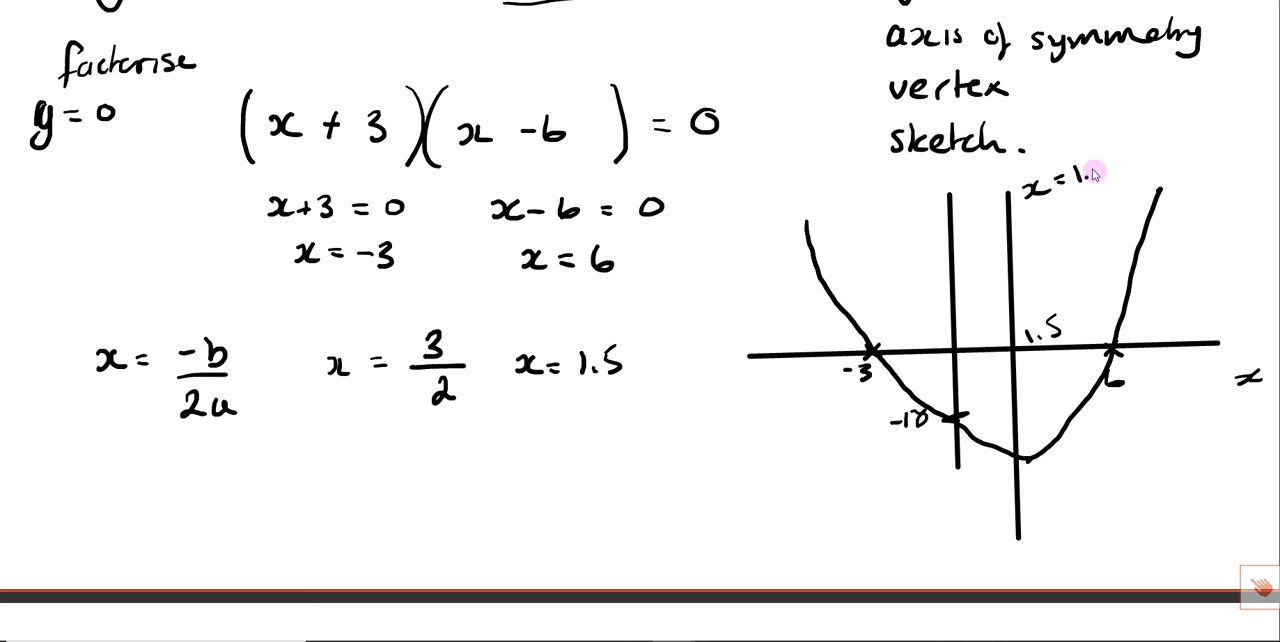 factorise
y = 0 (x + 3)(x - 6) = 0
x + 3 = 0 x - 6 = 0
x = -3 x = 6
x = -b/2a x = 3/2 x = 1.5
axis of symmetry
vertex
sketch.
x = 1.
1.5
-3
6
x
-18